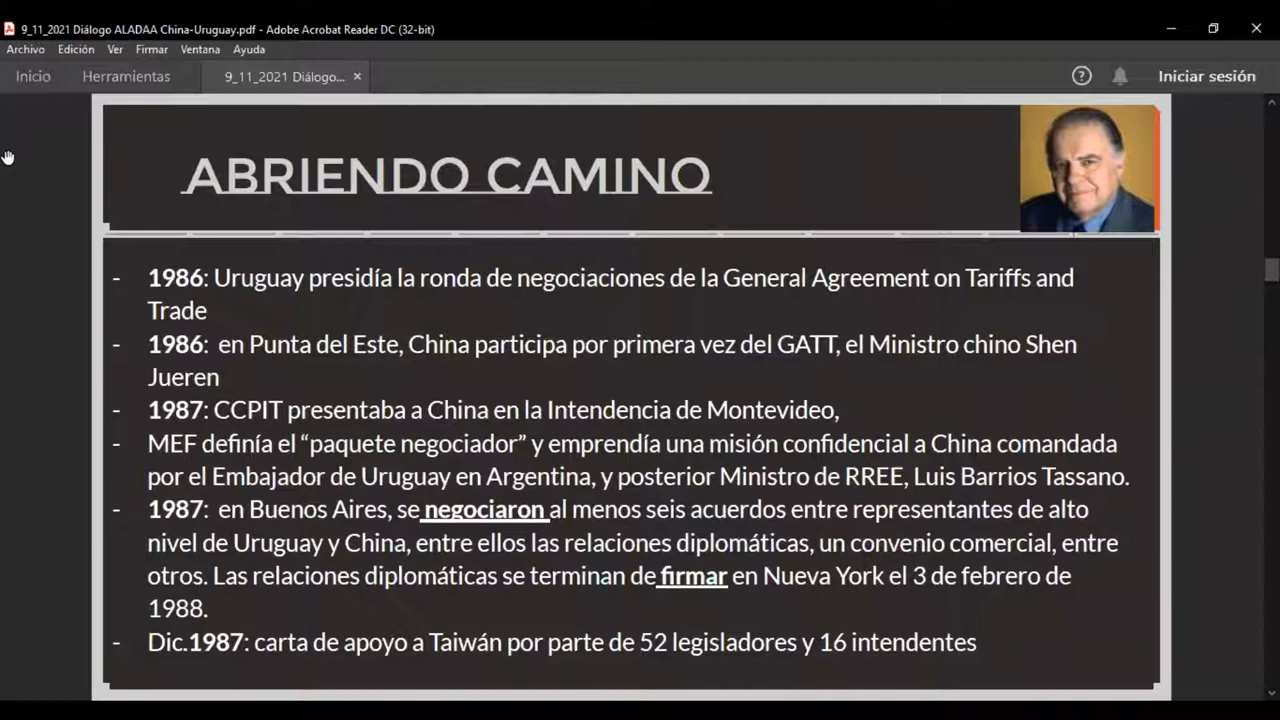 9_11_2021 Diálogo ALADAA China-Uruguay.pdf - Adobe Acrobat Reader DC (32-bit)
Archivo Edición Ver Firmar Ventana Ayuda
Inicio Herramientas 9_11_2021 Diálogo... × Iniciar sesión
ABRIENDO CAMINO
- 1986: Uruguay presidía la ronda de negociaciones de la General Agreement on Tariffs and
Trade
- 1986: en Punta del Este, China participa por primera vez del GATT, el Ministro chino Shen
Jueren
- 1987: CCPIT presentaba a China en la Intendencia de Montevideo,
- MEF definía el “paquete negociador” y emprendía una misión confidencial a China comandada
por el Embajador de Uruguay en Argentina, y posterior Ministro de RREE, Luis Barrios Tassano.
- 1987: en Buenos Aires, se negociaron al menos seis acuerdos entre representantes de alto
nivel de Uruguay y China, entre ellos las relaciones diplomáticas, un convenio comercial, entre
otros. Las relaciones diplomáticas se terminan de firmar en Nueva York el 3 de febrero de
1988.
- Dic.1987: carta de apoyo a Taiwán por parte de 52 legisladores y 16 intendentes